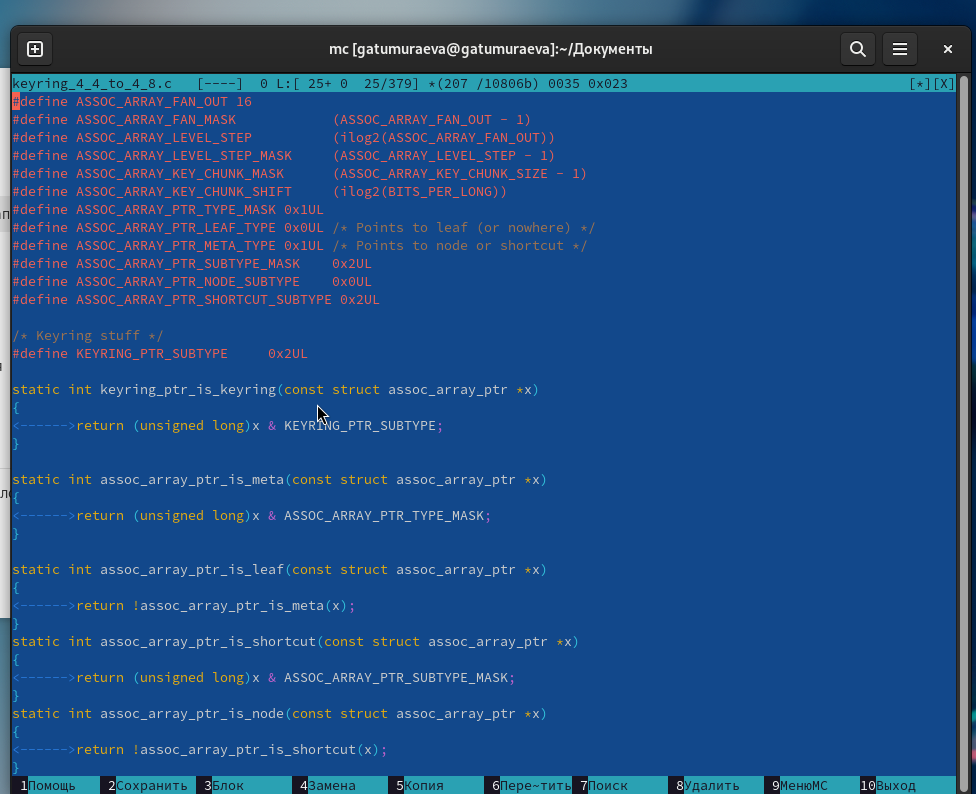 mc [gatumuraeva@gatumuraeva]:~/Документы
keyring_4_4_to_4_8.c   [----]  0 L:[ 25+ 0  25/379] *(207 /10806b) 0035 0x023   [*][X]
#define ASSOC_ARRAY_FAN_OUT 16
#define ASSOC_ARRAY_FAN_MASK            (ASSOC_ARRAY_FAN_OUT - 1)
#define ASSOC_ARRAY_LEVEL_STEP          (ilog2(ASSOC_ARRAY_FAN_OUT))
#define ASSOC_ARRAY_LEVEL_STEP_MASK     (ASSOC_ARRAY_LEVEL_STEP - 1)
#define ASSOC_ARRAY_KEY_CHUNK_MASK      (ASSOC_ARRAY_KEY_CHUNK_SIZE - 1)
#define ASSOC_ARRAY_KEY_CHUNK_SHIFT     (ilog2(BITS_PER_LONG))
#define ASSOC_ARRAY_PTR_TYPE_MASK 0x1UL
#define ASSOC_ARRAY_PTR_LEAF_TYPE 0x0UL /* Points to leaf (or nowhere) */
#define ASSOC_ARRAY_PTR_META_TYPE 0x1UL /* Points to node or shortcut */
#define ASSOC_ARRAY_PTR_SUBTYPE_MASK    0x2UL
#define ASSOC_ARRAY_PTR_NODE_SUBTYPE    0x0UL
#define ASSOC_ARRAY_PTR_SHORTCUT_SUBTYPE 0x2UL
/* Keyring stuff */
#define KEYRING_PTR_SUBTYPE     0x2UL
static int keyring_ptr_is_keyring(const struct assoc_array_ptr *x)
{
<------>return (unsigned long)x & KEYRING_PTR_SUBTYPE;
}
static int assoc_array_ptr_is_meta(const struct assoc_array_ptr *x)
{
<------>return (unsigned long)x & ASSOC_ARRAY_PTR_TYPE_MASK;
}
static int assoc_array_ptr_is_leaf(const struct assoc_array_ptr *x)
{
<------>return !assoc_array_ptr_is_meta(x);
}
static int assoc_array_ptr_is_shortcut(const struct assoc_array_ptr *x)
{
<------>return (unsigned long)x & ASSOC_ARRAY_PTR_SUBTYPE_MASK;
}
static int assoc_array_ptr_is_node(const struct assoc_array_ptr *x)
{
<------>return !assoc_array_ptr_is_shortcut(x);
}
1Помощь 2Сохранить 3Блок 4Замена 5Копия 6Пере~тить 7Поиск 8Удалить 9МенюМС 10Выход